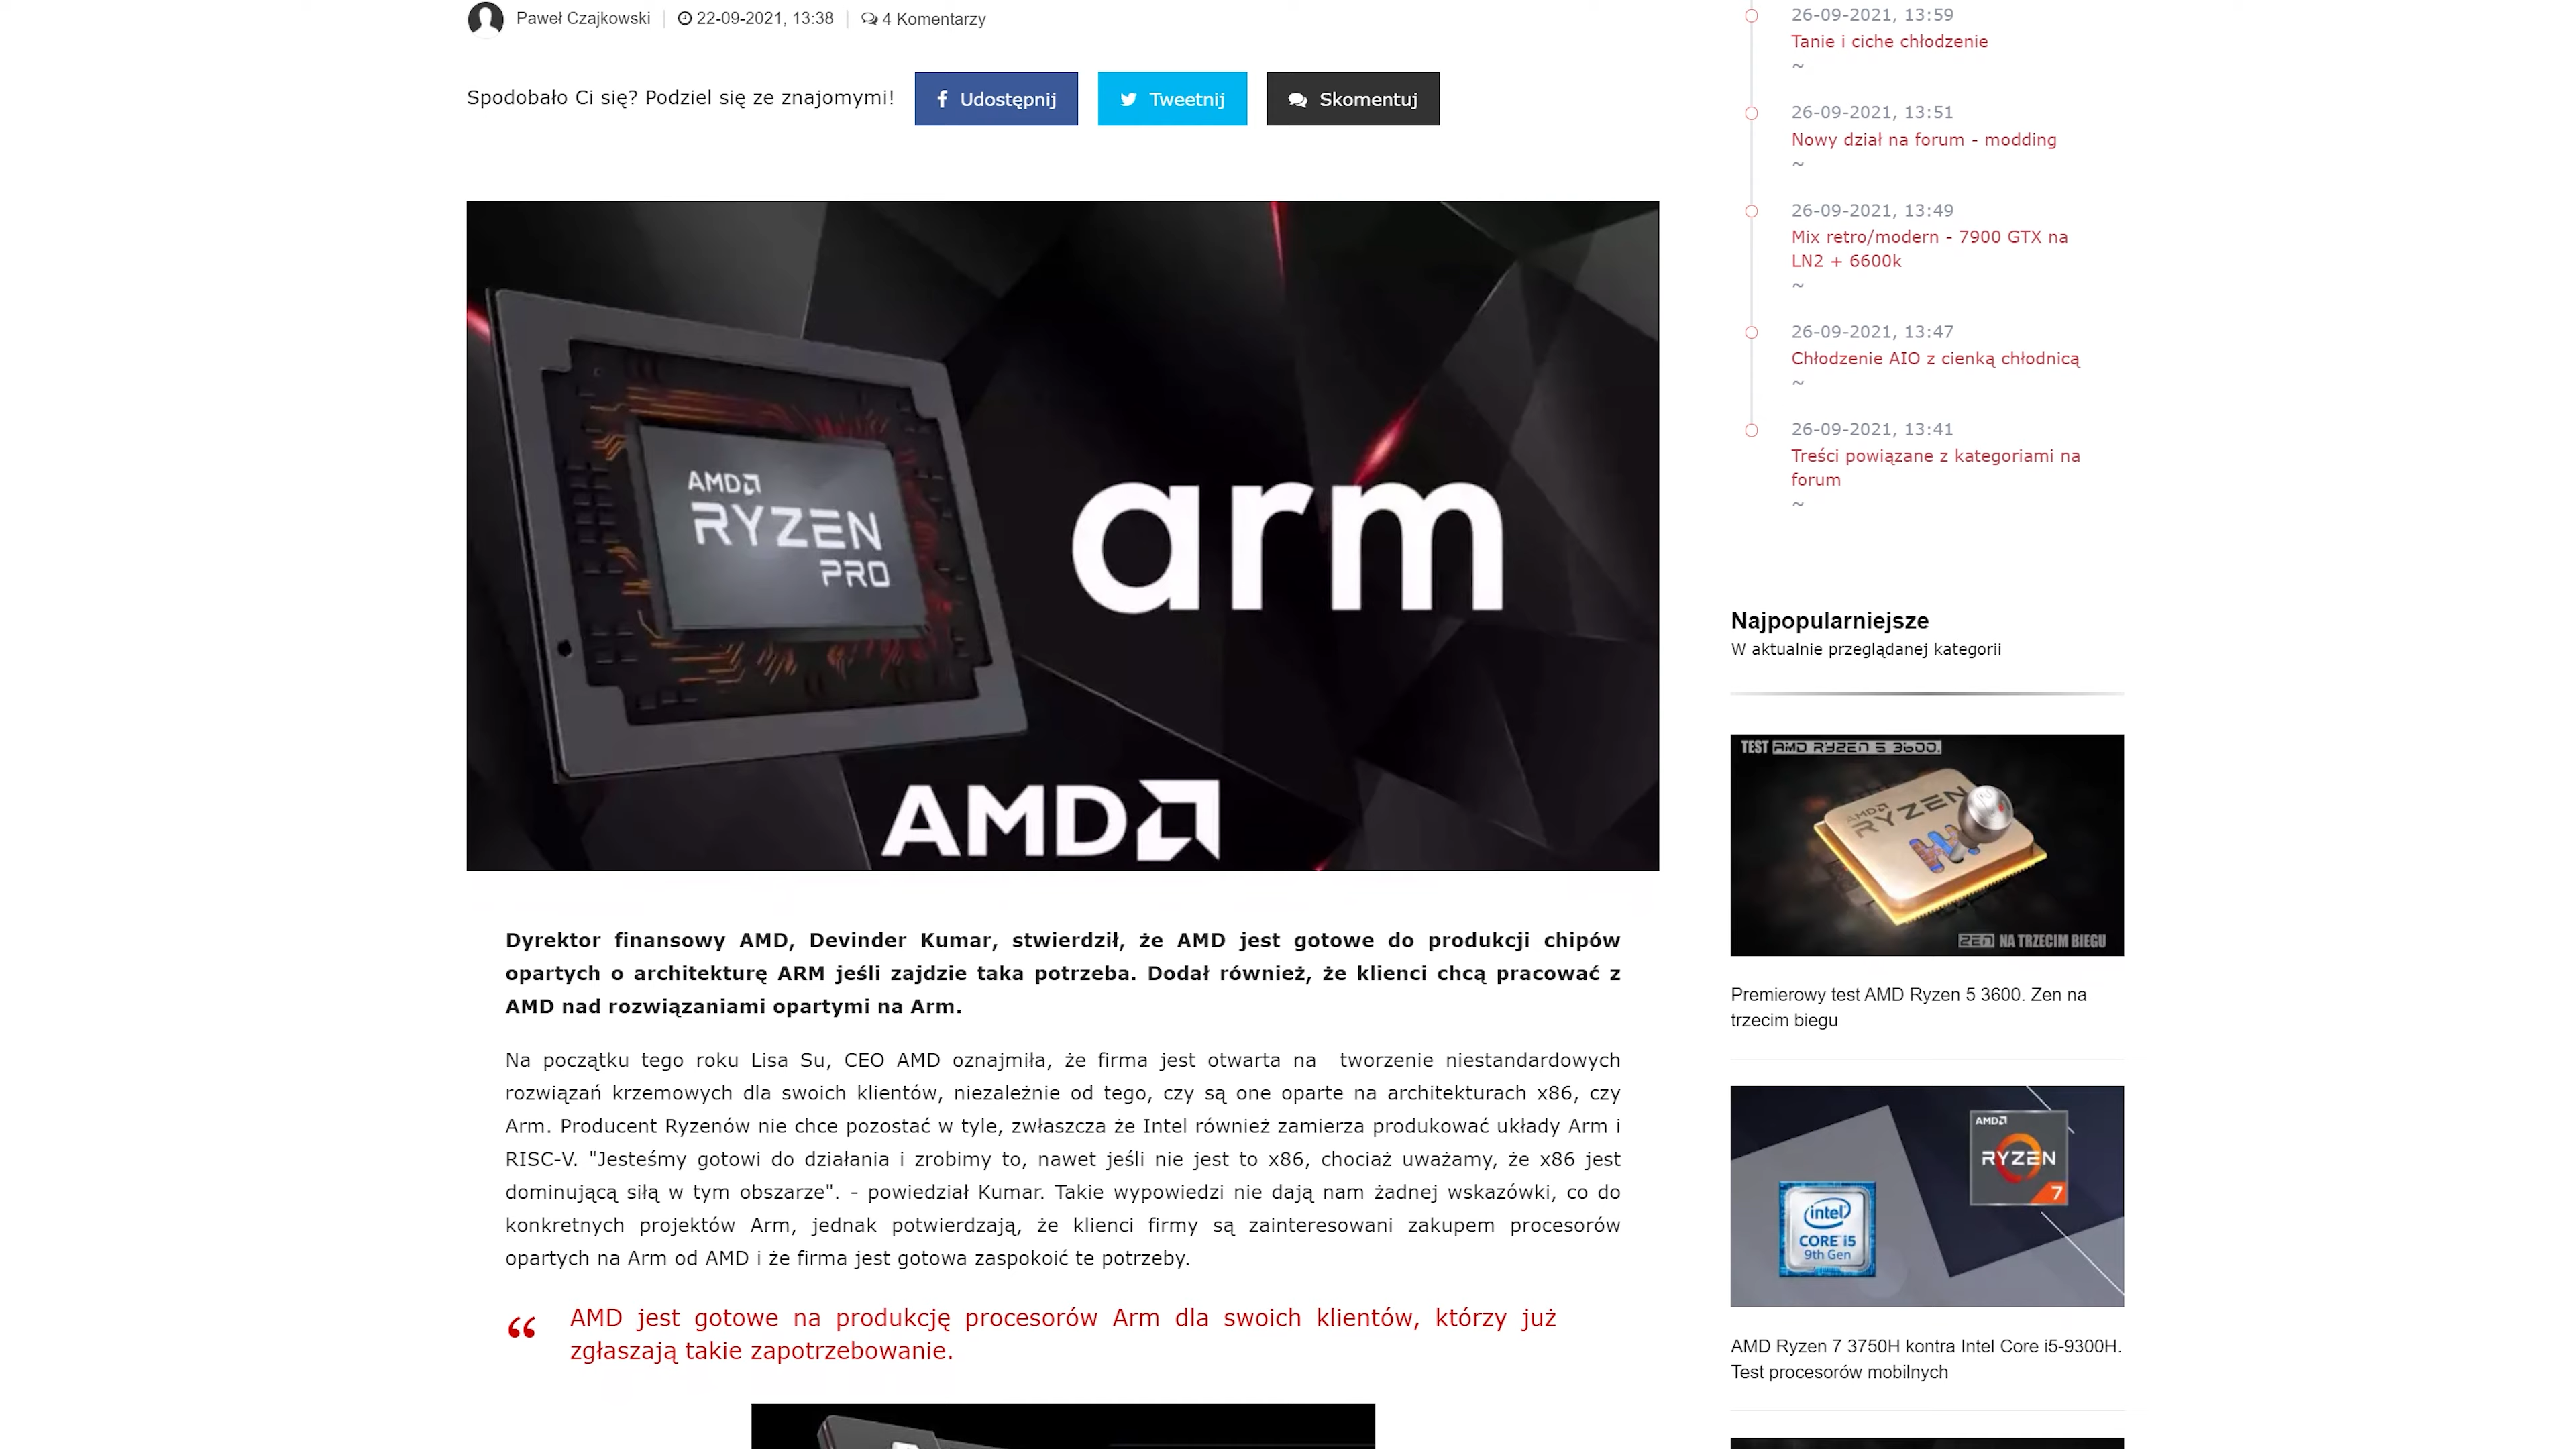 Paweł Czajkowski
22-09-2021, 13:38
4 Komentarzy
Spodobało Ci się? Podziel się ze znajomymi!
Udostępnij
Tweetnij
Skomentuj
AMD
RYZEN
PRO
arm
AMD
Dyrektor finansowy AMD, Devinder Kumar, stwierdził, że AMD jest gotowe do produkcji chipów
opartych o architekturę ARM jeśli zajdzie taka potrzeba. Dodał również, że klienci chcą pracować z
AMD nad rozwiązaniami opartymi na Arm.
Na początku tego roku Lisa Su, CEO AMD oznajmiła, że firma jest otwarta na tworzenie niestandardowych
rozwiązań krzemowych dla swoich klientów, niezależnie od tego, czy są one oparte na architekturach x86, czy
Arm. Producent Ryzenów nie chce pozostać w tyle, zwłaszcza że Intel również zamierza produkować układy Arm i
RISC-V. "Jesteśmy gotowi do działania i zrobimy to, nawet jeśli nie jest to x86, chociaż uważamy, że x86 jest
dominującą siłą w tym obszarze". - powiedział Kumar. Takie wypowiedzi nie dają nam żadnej wskazówki, co do
konkretnych projektów Arm, jednak potwierdzają, że klienci firmy są zainteresowani zakupem procesorów
opartych na Arm od AMD i że firma jest gotowa zaspokoić te potrzeby.
“ AMD jest gotowe na produkcję procesorów Arm dla swoich klientów, którzy już
zgłaszają takie zapotrzebowanie.
26-09-2021, 13:59
Tanie i ciche chłodzenie
~
26-09-2021, 13:51
Nowy dział na forum - modding
~
26-09-2021, 13:49
Mix retro/modern - 7900 GTX na
LN2 + 6600k
~
26-09-2021, 13:47
Chłodzenie AIO z cienką chłodnicą
~
26-09-2021, 13:41
Treści powiązane z kategoriami na
forum
~
Najpopularniejsze
W aktualnie przeglądanej kategorii
TEST AMD RYZEN 5 3600.
AMD
RYZEN
ZEN NA TRZECIM BIEGU
Premierowy test AMD Ryzen 5 3600. Zen na
trzecim biegu
AMD
RYZEN
7
intel
CORE i5
9th Gen
AMD Ryzen 7 3750H kontra Intel Core i5-9300H.
Test procesorów mobilnych